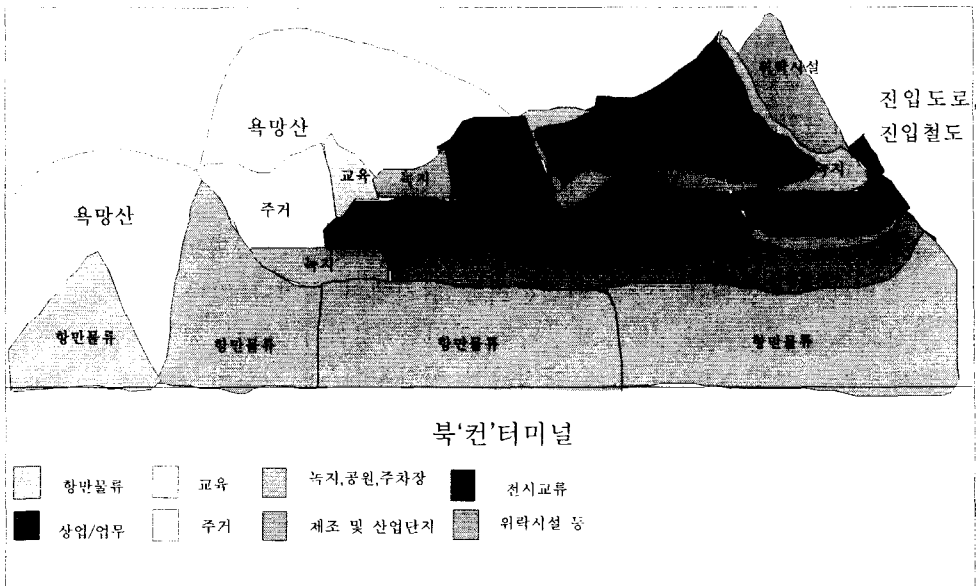 위락시설
진입도로,
진입철도
욕망산
교육
녹지
녹지
주거
욕망산
녹지
항만물류
항만물류
항만물류
항만물류
북‘컨’터미널
항만물류
교육
녹지,공원,주차장
전시교류
상업/업무
주거
제조 및 산업단지
위락시설 등